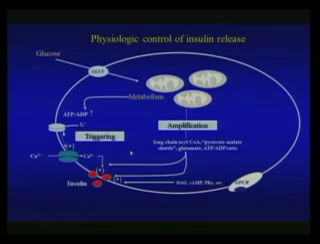 Physiologic control of insulin release
Glucose
GLUT
Metabolism
ATP/ADP ↑
K⁺
Triggering
Amplification
long chain acyl CoA, "pyruvate-malate
shuttle", glutamate, ATP/ADP ratio
(+)
Ca²⁺
Ca²⁺
(+)
(+)
Insulin
DAG, cAMP, PKs, etc
GPCR